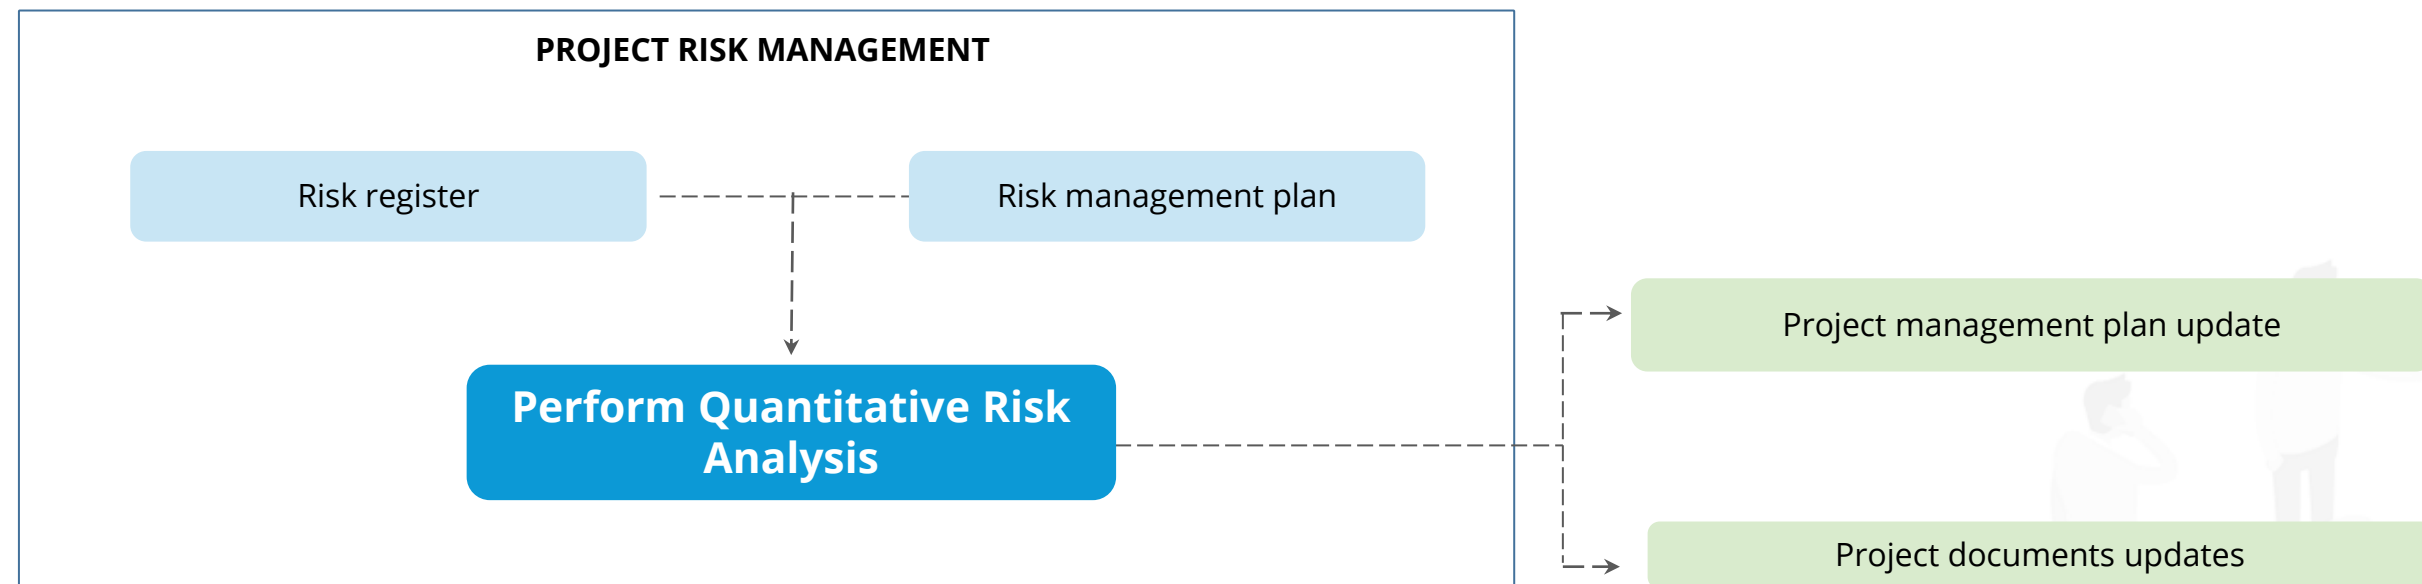 PROJECT RISK MANAGEMENT
Risk register
Risk management plan
Project management plan update
Perform Quantitative Risk
Analysis
Project documents updates